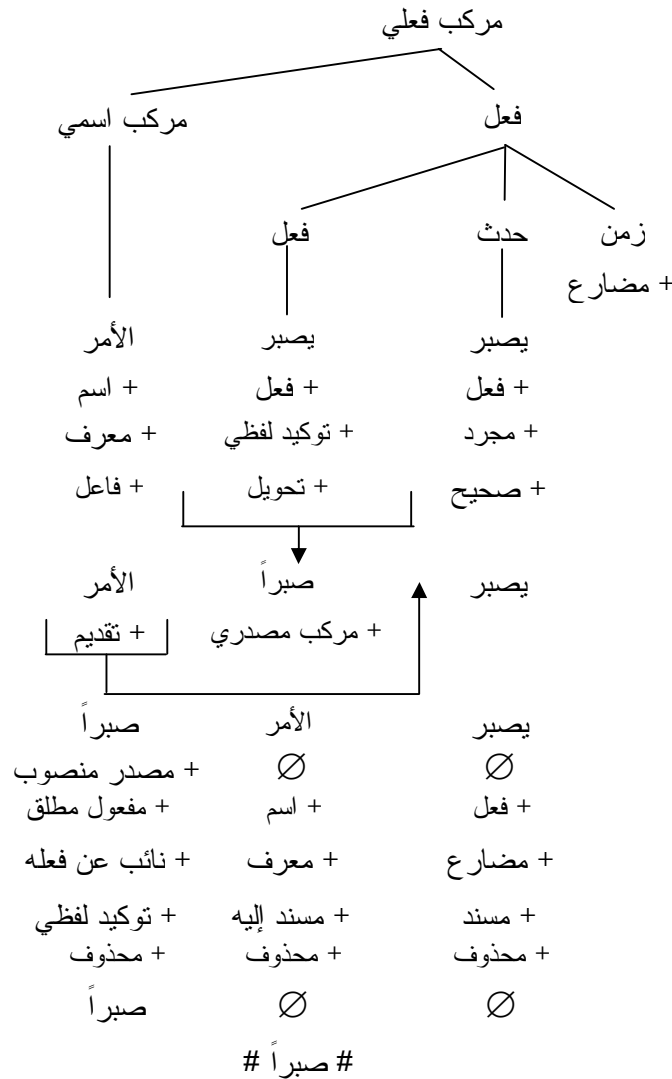 مركب فعلي
فعل مركب اسمي
زمن حدث فعل
+ مضارع
يصبر يصبر الأمر
+ فعل + فعل + اسم
+ مجرد + توكيد لفظي + معرف
+ صحيح + تحويل + فاعل
يصبر صبراً الأمر
+ مركب مصدري + تقديم
يصبر الأمر صبراً
∅ ∅ + مصدر منصوب
+ فعل + اسم + مفعول مطلق
+ مضارع + معرف + نائب عن فعله
+ مسند + مسند إليه + توكيد لفظي
+ محذوف + محذوف + محذوف
∅ ∅ صبراً
# صبراً #